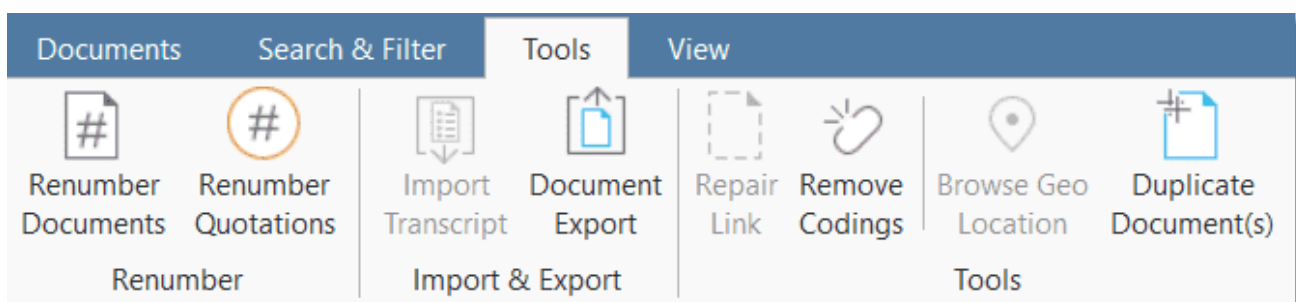 Documents Search & Filter Tools View
# #
Renumber Renumber Import Document Repair Remove Browse Geo Duplicate
Documents Quotations Transcript Export Link Codings Location Document(s)
Renumber Import & Export Tools